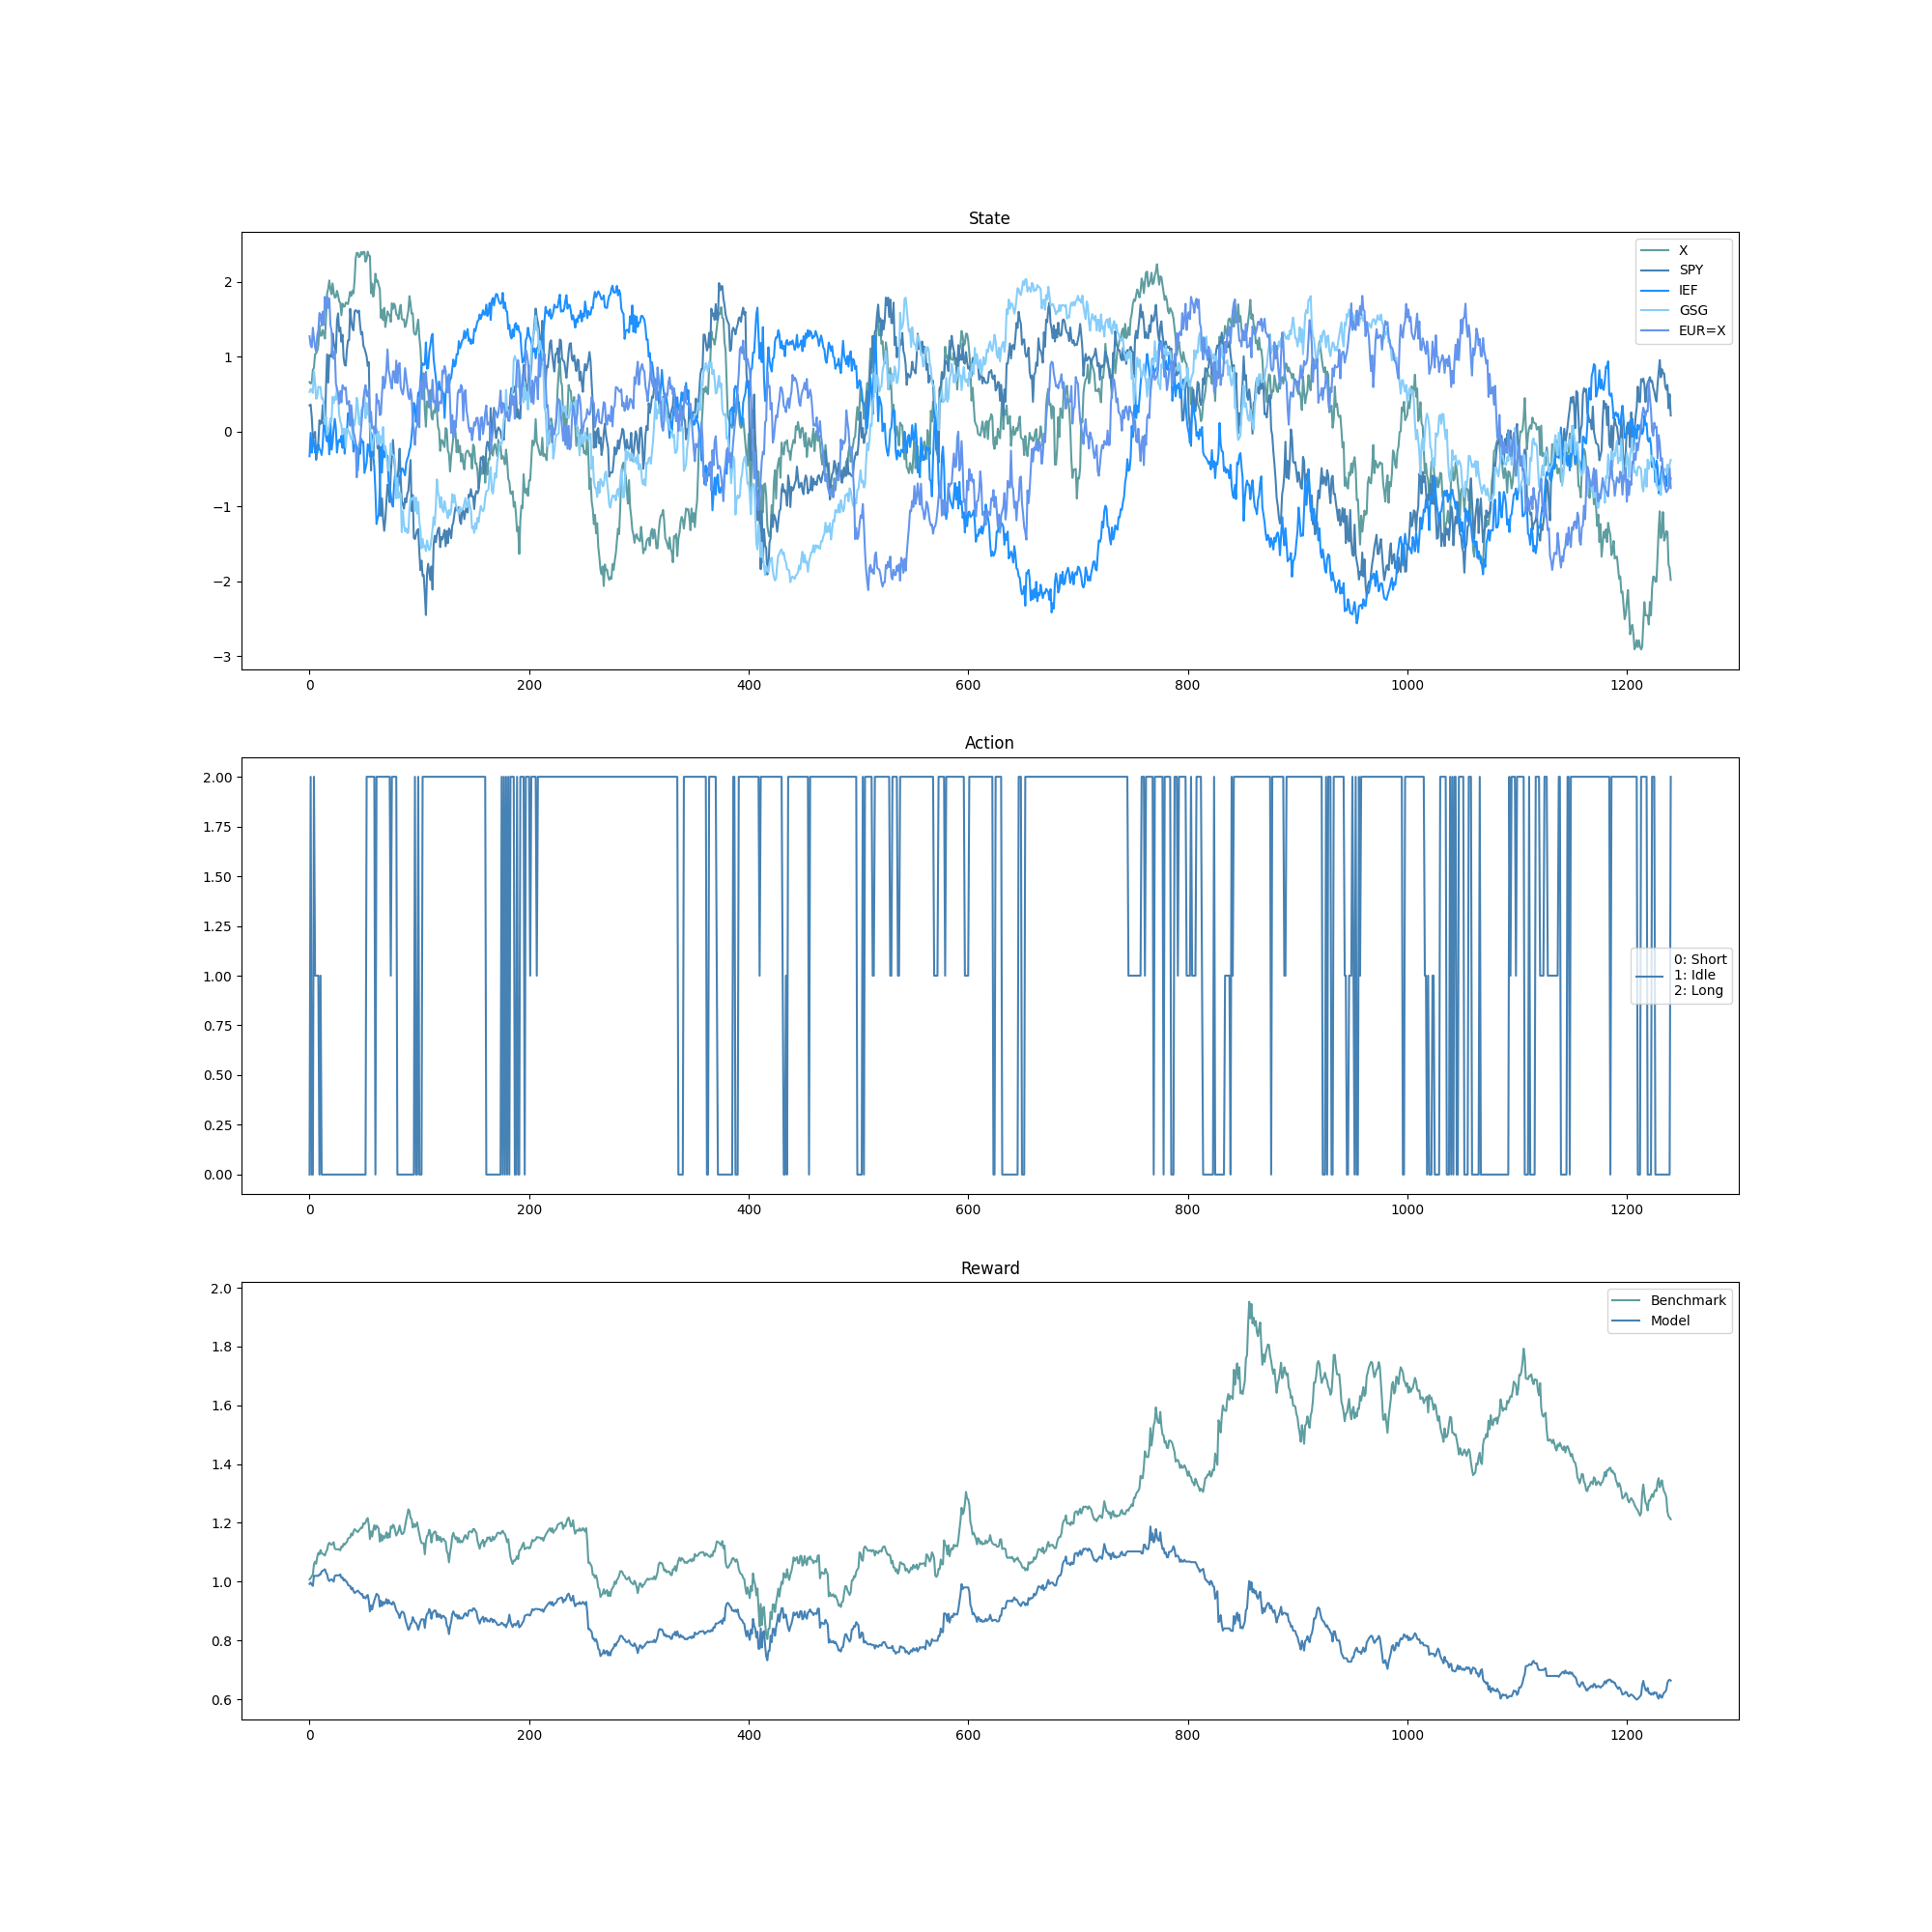 State
2
1
0
−1
−2
−3
0 200 400 600 800 1000 1200
X
SPY
IEF
GSG
EUR=X
Action
2.00
1.75
1.50
1.25
1.00
0.75
0.50
0.25
0.00
0 200 400 600 800 1000 1200
0: Short
1: Idle
2: Long
Reward
2.0
1.8
1.6
1.4
1.2
1.0
0.8
0.6
0 200 400 600 800 1000 1200
Benchmark
Model